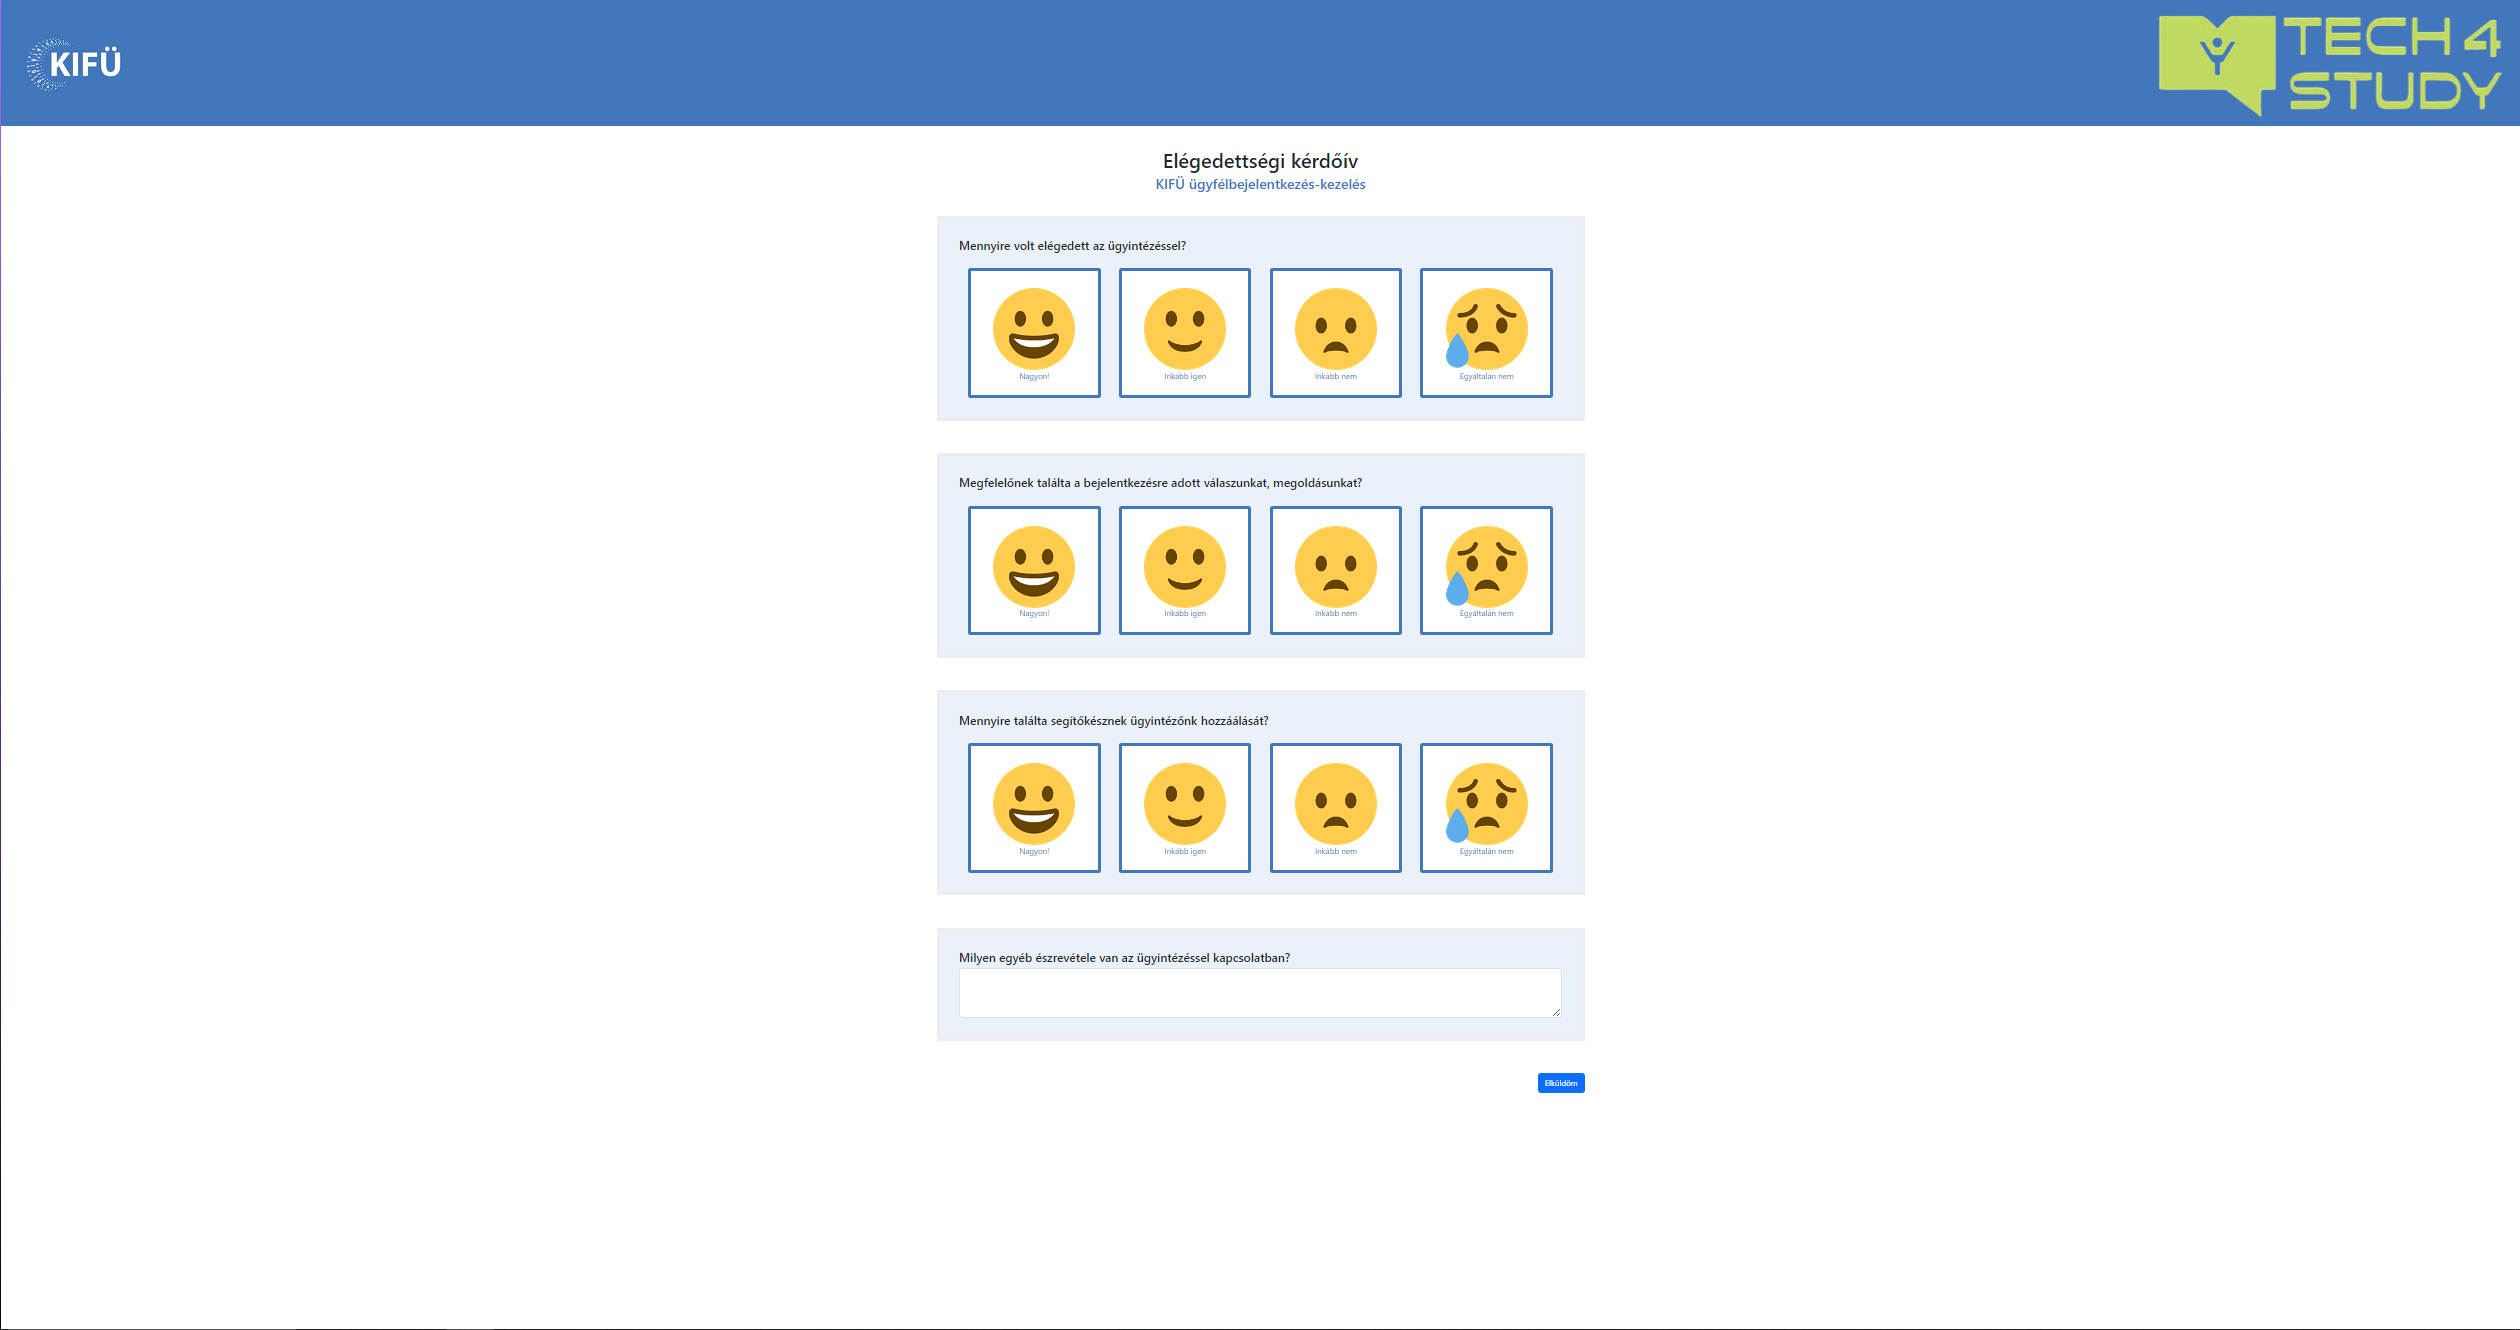 KIFÜ
TECH 4
STUDY
Elégedettségi kérdőív
KIFÜ ügyfélbejelentkezés-kezelés
Mennyire volt elégedett az ügyintézéssel?
Nagyon! Inkább igen Inkább nem Egyáltalán nem
Megfelelőnek találta a bejelentkezésre adott válaszunkat, megoldásunkat?
Nagyon! Inkább igen Inkább nem Egyáltalán nem
Mennyire találta segítőkésznek ügyintézőnk hozzáálását?
Nagyon! Inkább igen Inkább nem Egyáltalán nem
Milyen egyéb észrevétele van az ügyintézéssel kapcsolatban?
Elküldöm